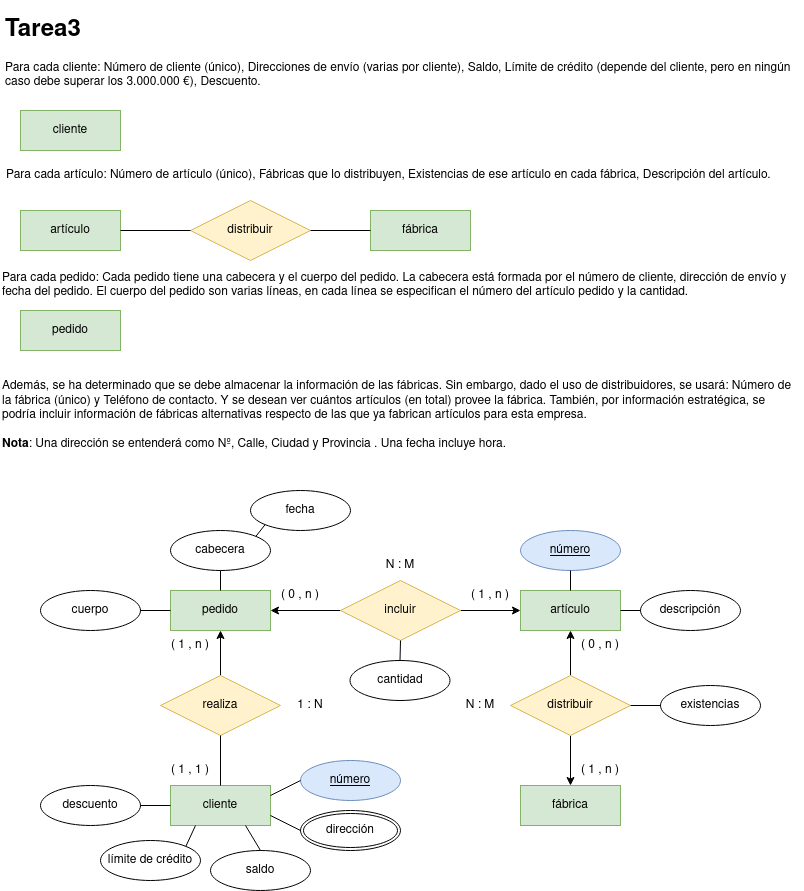 Tarea3
Para cada cliente: Número de cliente (único), Direcciones de envío (varias por cliente), Saldo, Límite de crédito (depende del cliente, pero en ningún
caso debe superar los 3.000.000 €), Descuento.
cliente
Para cada artículo: Número de artículo (único), Fábricas que lo distribuyen, Existencias de ese artículo en cada fábrica, Descripción del artículo.
artículo
distribuir
fábrica
Para cada pedido: Cada pedido tiene una cabecera y el cuerpo del pedido. La cabecera está formada por el número de cliente, dirección de envío y
fecha del pedido. El cuerpo del pedido son varias líneas, en cada línea se especifican el número del artículo pedido y la cantidad.
pedido
Además, se ha determinado que se debe almacenar la información de las fábricas. Sin embargo, dado el uso de distribuidores, se usará: Número de
la fábrica (único) y Teléfono de contacto. Y se desean ver cuántos artículos (en total) provee la fábrica. También, por información estratégica, se
podría incluir información de fábricas alternativas respecto de las que ya fabrican artículos para esta empresa.
Nota: Una dirección se entenderá como Nº, Calle, Ciudad y Provincia . Una fecha incluye hora.
fecha
cabecera
número
N : M
cuerpo
pedido
( 0 , n )
incluir
( 1 , n )
artículo
descripción
( 1 , n )
( 0 , n )
cantidad
realiza
1 : N
N : M
distribuir
existencias
( 1 , 1 )
( 1 , n )
número
descuento
cliente
fábrica
dirección
límite de crédito
saldo